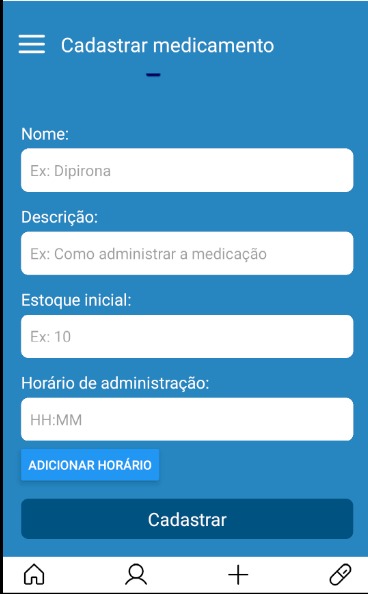 Cadastrar medicamento
Nome:
Ex: Dipirona
Descrição:
Ex: Como administrar a medicação
Estoque inicial:
Ex: 10
Horário de administração:
HH:MM
ADICIONAR HORÁRIO
Cadastrar